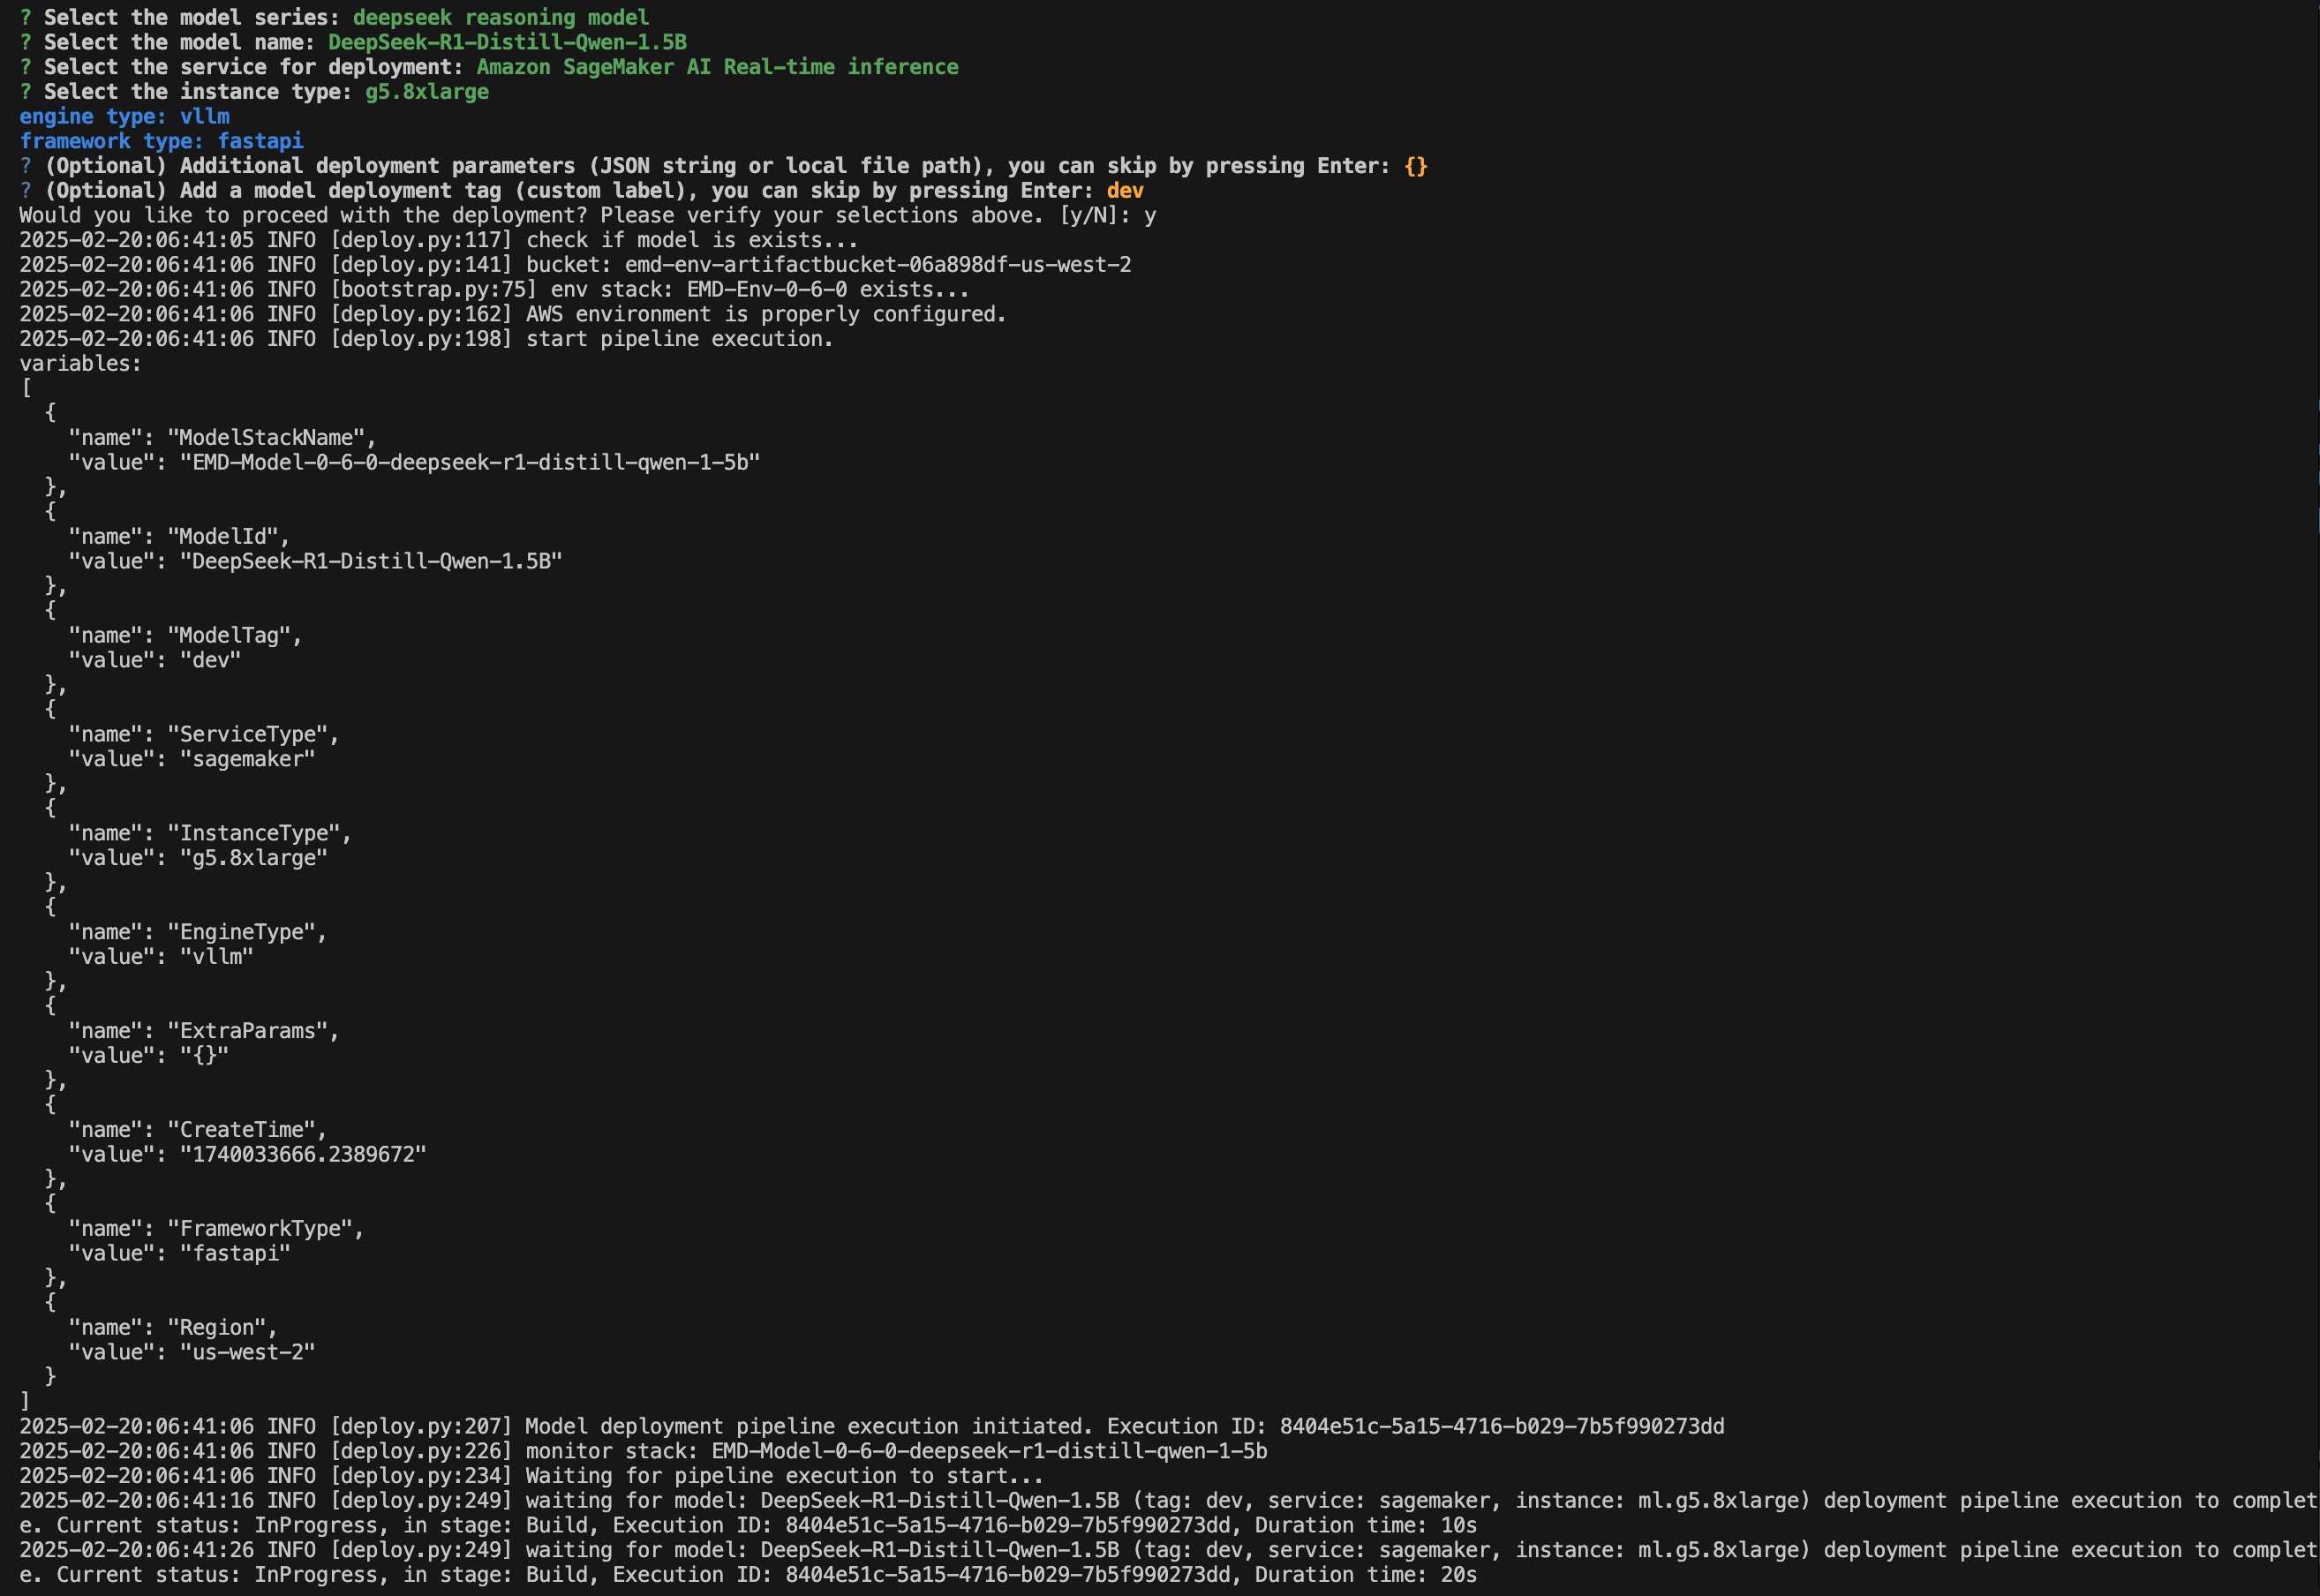 ? Select the model series: deepseek reasoning model
? Select the model name: DeepSeek-R1-Distill-Qwen-1.5B
? Select the service for deployment: Amazon SageMaker AI Real-time inference
? Select the instance type: g5.8xlarge
engine type: vllm
framework type: fastapi
? (Optional) Additional deployment parameters (JSON string or local file path), you can skip by pressing Enter: {}
? (Optional) Add a model deployment tag (custom label), you can skip by pressing Enter: dev
Would you like to proceed with the deployment? Please verify your selections above. [y/N]: y
2025-02-20:06:41:05 INFO [deploy.py:117] check if model is exists...
2025-02-20:06:41:06 INFO [deploy.py:141] bucket: emd-env-artifactbucket-06a898df-us-west-2
2025-02-20:06:41:06 INFO [bootstrap.py:75] env stack: EMD-Env-0-6-0 exists...
2025-02-20:06:41:06 INFO [deploy.py:162] AWS environment is properly configured.
2025-02-20:06:41:06 INFO [deploy.py:198] start pipeline execution.
variables:
[
  {
    "name": "ModelStackName",
    "value": "EMD-Model-0-6-0-deepseek-r1-distill-qwen-1-5b"
  },
  {
    "name": "ModelId",
    "value": "DeepSeek-R1-Distill-Qwen-1.5B"
  },
  {
    "name": "ModelTag",
    "value": "dev"
  },
  {
    "name": "ServiceType",
    "value": "sagemaker"
  },
  {
    "name": "InstanceType",
    "value": "g5.8xlarge"
  },
  {
    "name": "EngineType",
    "value": "vllm"
  },
  {
    "name": "ExtraParams",
    "value": "{}"
  },
  {
    "name": "CreateTime",
    "value": "1740033666.2389672"
  },
  {
    "name": "FrameworkType",
    "value": "fastapi"
  },
  {
    "name": "Region",
    "value": "us-west-2"
  }
]
2025-02-20:06:41:06 INFO [deploy.py:207] Model deployment pipeline execution initiated. Execution ID: 8404e51c-5a15-4716-b029-7b5f990273dd
2025-02-20:06:41:06 INFO [deploy.py:226] monitor stack: EMD-Model-0-6-0-deepseek-r1-distill-qwen-1-5b
2025-02-20:06:41:06 INFO [deploy.py:234] Waiting for pipeline execution to start...
2025-02-20:06:41:16 INFO [deploy.py:249] waiting for model: DeepSeek-R1-Distill-Qwen-1.5B (tag: dev, service: sagemaker, instance: ml.g5.8xlarge) deployment pipeline execution to complet
e. Current status: InProgress, in stage: Build, Execution ID: 8404e51c-5a15-4716-b029-7b5f990273dd, Duration time: 10s
2025-02-20:06:41:26 INFO [deploy.py:249] waiting for model: DeepSeek-R1-Distill-Qwen-1.5B (tag: dev, service: sagemaker, instance: ml.g5.8xlarge) deployment pipeline execution to complet
e. Current status: InProgress, in stage: Build, Execution ID: 8404e51c-5a15-4716-b029-7b5f990273dd, Duration time: 20s